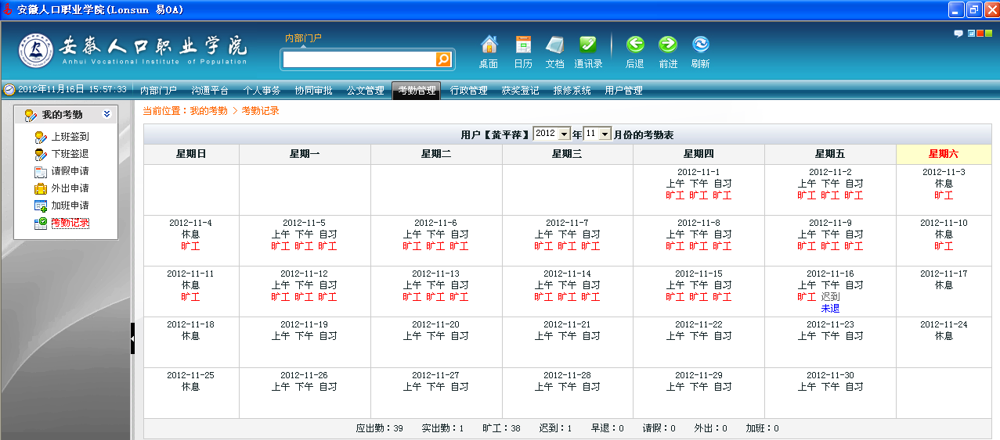 安徽人口职业学院(Lonsun 易OA)
安徽人口职业学院
Anhui Vocational Institute of Population
内部门户
桌面 日历 文档 通讯录 后退 前进 刷新
2012年11月16日 15:57:33 内部门户 沟通平台 个人事务 协同审批 公文管理 考勤管理 行政管理 获奖登记 报修系统 用户管理
我的考勤
上班签到
下班签退
请假申请
外出申请
加班申请
考勤记录
当前位置:我的考勤 > 考勤记录
用户【黄平萍】2012年11月份的考勤表
星期日 星期一 星期二 星期三 星期四 星期五 星期六
2012-11-1 2012-11-2 2012-11-3
上午 下午 自习 上午 下午 自习 休息
旷工 旷工 旷工 旷工 旷工 旷工 旷工
2012-11-4 2012-11-5 2012-11-6 2012-11-7 2012-11-8 2012-11-9 2012-11-10
休息 上午 下午 自习 上午 下午 自习 上午 下午 自习 上午 下午 自习 上午 下午 自习 休息
旷工 旷工 旷工 旷工 旷工 旷工 旷工 旷工 旷工 旷工 旷工 旷工 旷工 旷工 旷工 旷工 旷工
2012-11-11 2012-11-12 2012-11-13 2012-11-14 2012-11-15 2012-11-16 2012-11-17
休息 上午 下午 自习 上午 下午 自习 上午 下午 自习 上午 下午 自习 上午 下午 自习 休息
旷工 旷工 旷工 旷工 旷工 旷工 旷工 旷工 旷工 旷工 旷工 旷工 旷工 旷工 迟到
未退
2012-11-18 2012-11-19 2012-11-20 2012-11-21 2012-11-22 2012-11-23 2012-11-24
休息 上午 下午 自习 上午 下午 自习 上午 下午 自习 上午 下午 自习 上午 下午 自习 休息
2012-11-25 2012-11-26 2012-11-27 2012-11-28 2012-11-29 2012-11-30
休息 上午 下午 自习 上午 下午 自习 上午 下午 自习 上午 下午 自习 上午 下午 自习
应出勤:39 实出勤:1 旷工:38 迟到:1 早退:0 请假:0 外出:0 加班:0